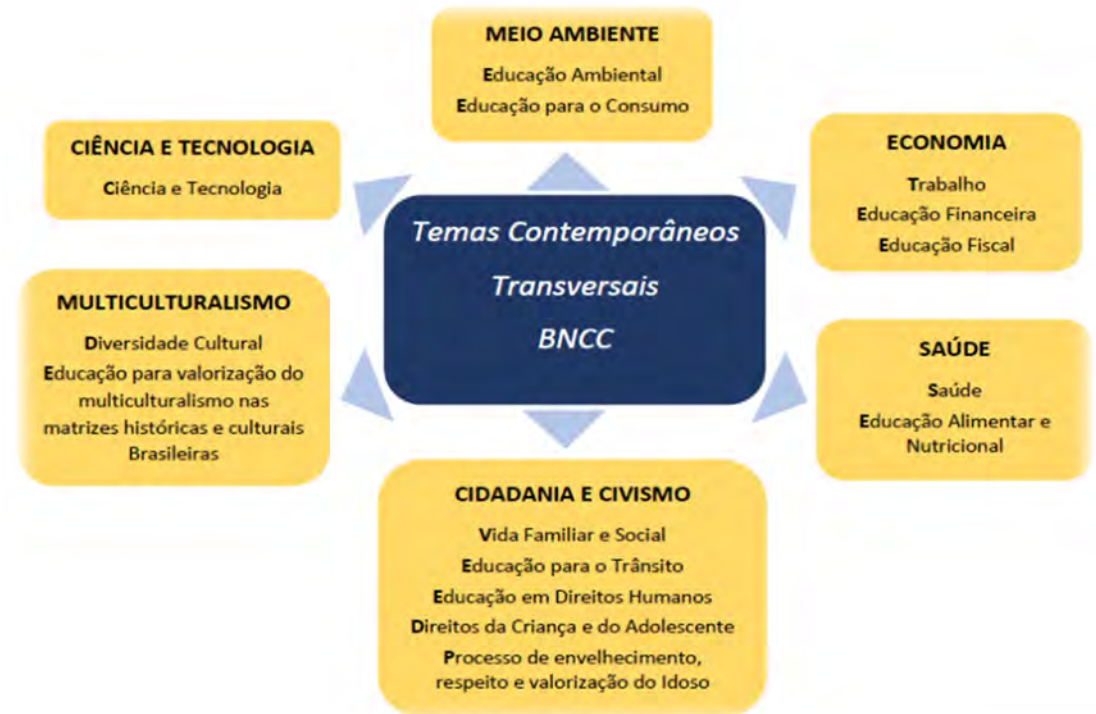 MEIO AMBIENTE
Educação Ambiental
Educação para o Consumo
CIÊNCIA E TECNOLOGIA
Ciência e Tecnologia
ECONOMIA
Trabalho
Educação Financeira
Educação Fiscal
Temas Contemporâneos
Transversais
BNCC
MULTICULTURALISMO
Diversidade Cultural
Educação para valorização do
multiculturalismo nas
matrizes históricas e culturais
Brasileiras
SAÚDE
Saúde
Educação Alimentar e
Nutricional
CIDADANIA E CIVISMO
Vida Familiar e Social
Educação para o Trânsito
Educação em Direitos Humanos
Direitos da Criança e do Adolescente
Processo de envelhecimento,
respeito e valorização do Idoso